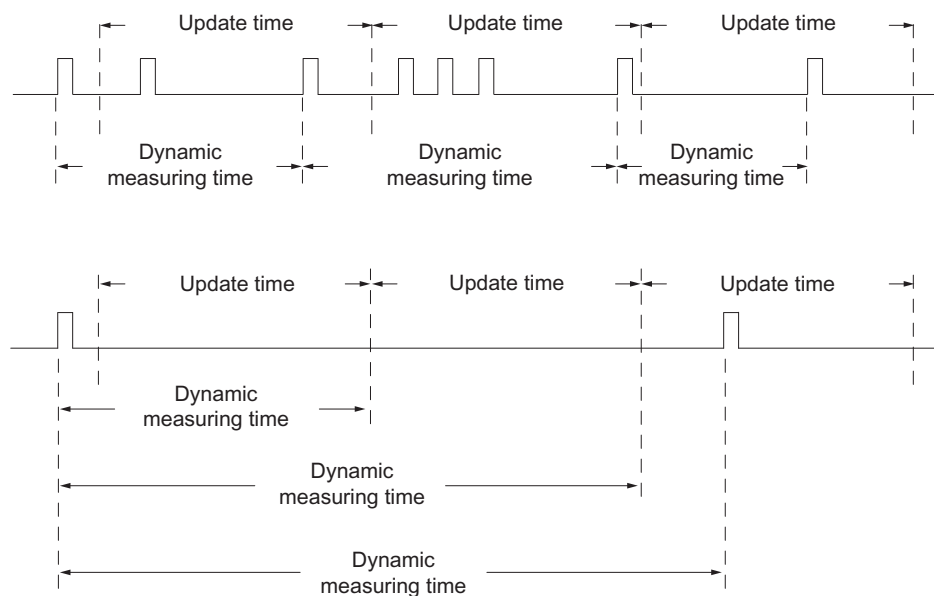 Update time Update time Update time
Dynamic Dynamic Dynamic
measuring time measuring time measuring time
Update time Update time Update time
Dynamic
measuring time
Dynamic
measuring time
Dynamic
measuring time